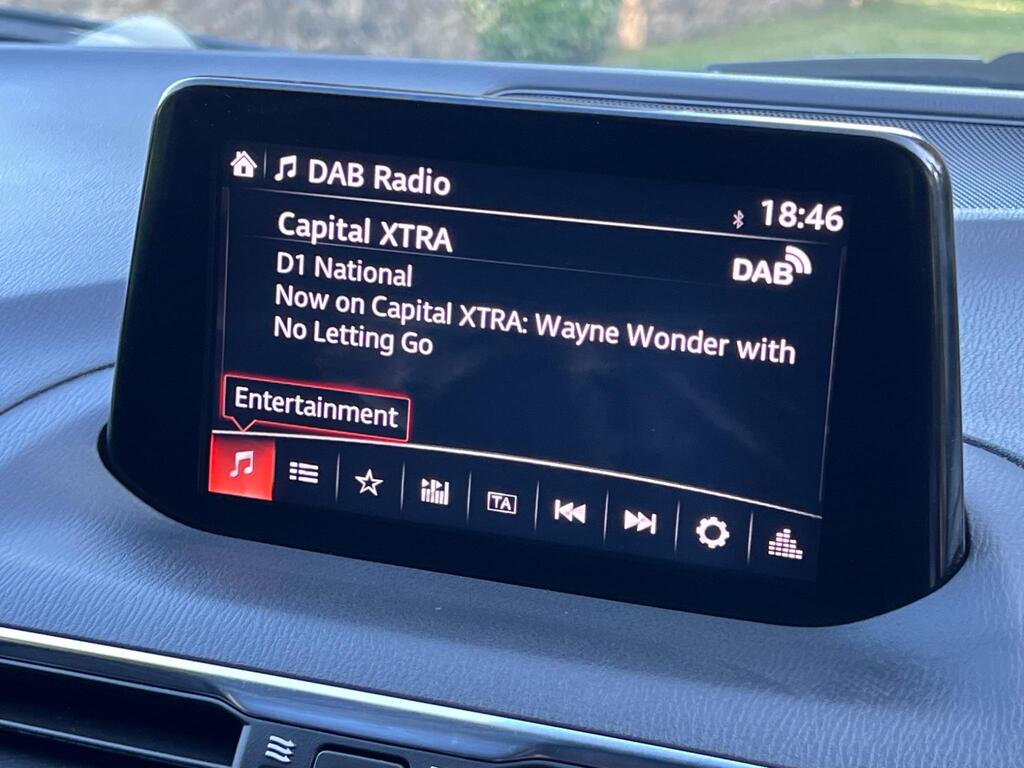 DAB Radio
18:46
Capital XTRA
DAB
D1 National
Now on Capital XTRA: Wayne Wonder with
No Letting Go
Entertainment
TA